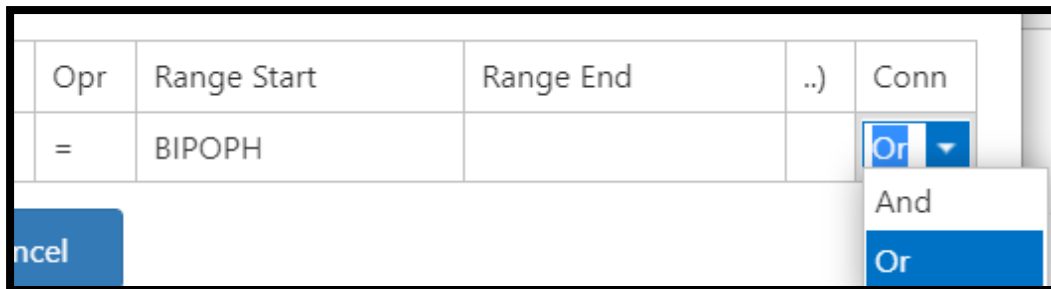 Opr Range Start Range End ..) Conn
= BIPOPH Or
And
ncel
Or